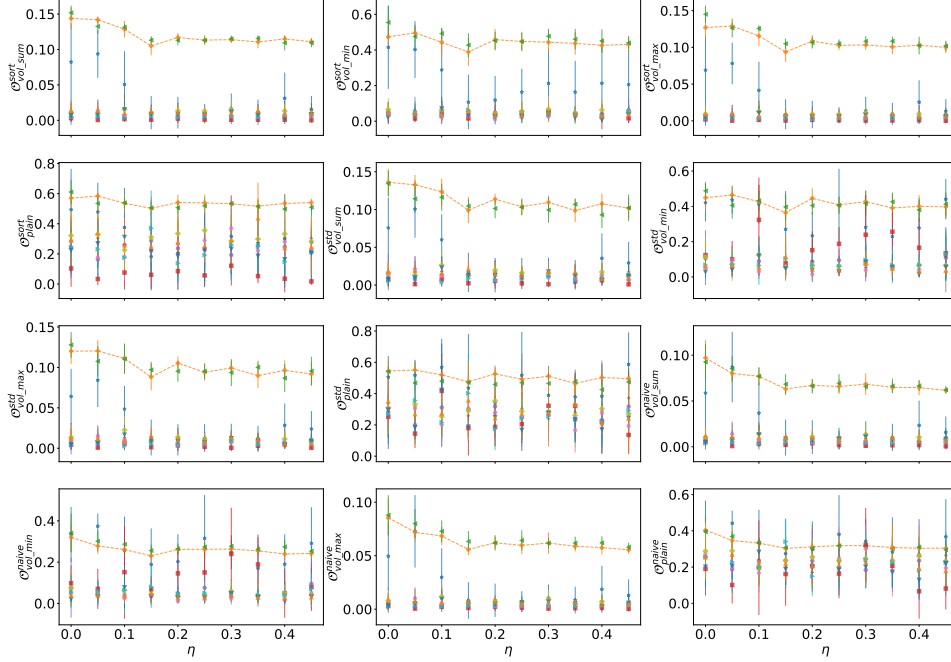 0.15
0.10
0.05
0.00
𝒪^{sort}_{vol_sum}
0.6
0.4
0.2
0.0
𝒪^{sort}_{vol_min}
0.15
0.10
0.05
0.00
𝒪^{sort}_{vol_max}
0.8
0.6
0.4
0.2
0.0
𝒪^{sort}_{plain}
0.15
0.10
0.05
0.00
𝒪^{std}_{vol_sum}
0.6
0.4
0.2
0.0
𝒪^{std}_{vol_min}
0.15
0.10
0.05
0.00
𝒪^{std}_{vol_max}
0.8
0.6
0.4
0.2
0.0
𝒪^{std}_{plain}
0.10
0.05
0.00
𝒪^{naive}_{vol_sum}
0.4
0.2
0.0
𝒪^{naive}_{vol_min}
0.10
0.05
0.00
𝒪^{naive}_{vol_max}
0.6
0.4
0.2
0.0
𝒪^{naive}_{plain}
0.0 0.1 0.2 0.3 0.4
η
0.0 0.1 0.2 0.3 0.4
η
0.0 0.1 0.2 0.3 0.4
η